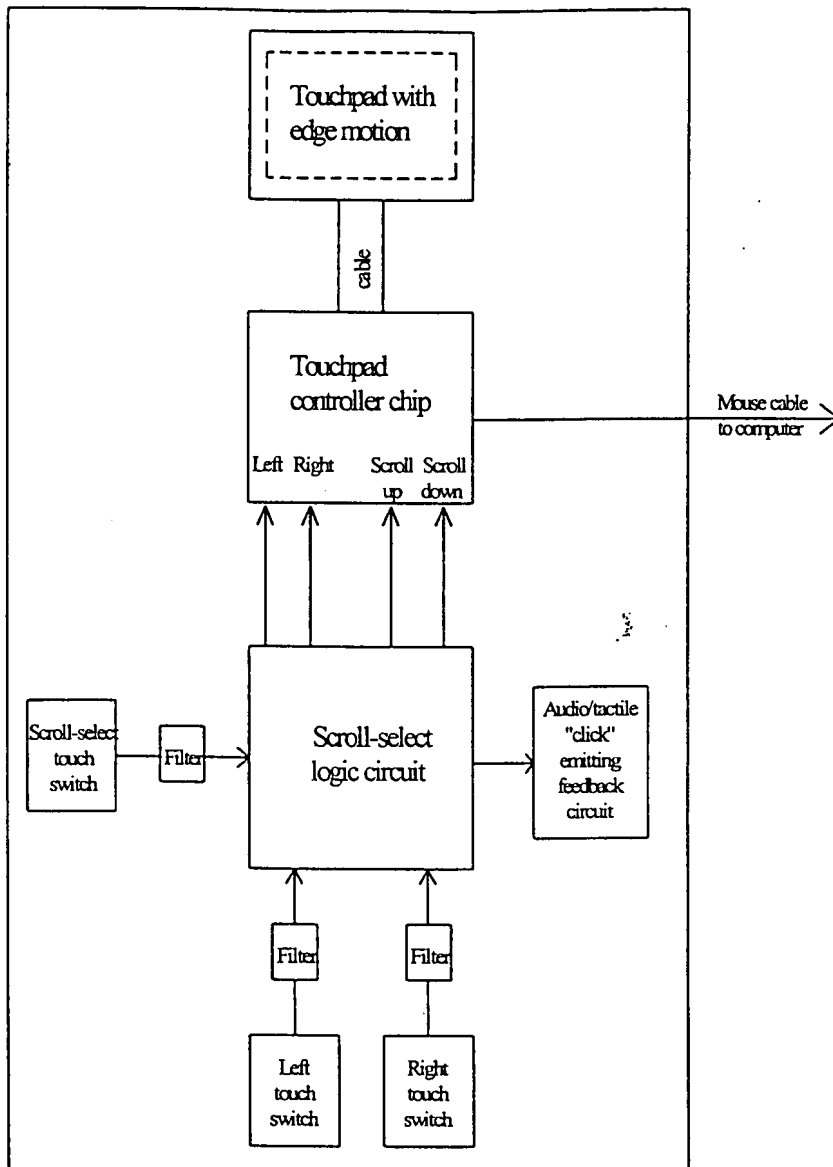 Touchpad with
edge motion
cable
Touchpad
controller chip
Mouse cable
to computer
Left Right Scroll up Scroll down
Scroll-select
touch
switch
Filter
Scroll-select
logic circuit
Audio/tactile
"click"
emitting
feedback
circuit
Filter
Filter
Left
touch
switch
Right
touch
switch